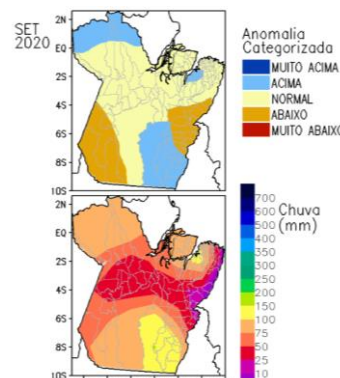 SET
2020
2N
EQ
2S
4S
6S
8S
10S
Anomalia
Categorizada
MUITO ACIMA
ACIMA
NORMAL
ABAIXO
MUITO ABAIXO
2N
EQ
2S
4S
6S
8S
10S
Chuva
(mm)
700
600
500
400
350
300
250
200
150
100
75
50
25
10